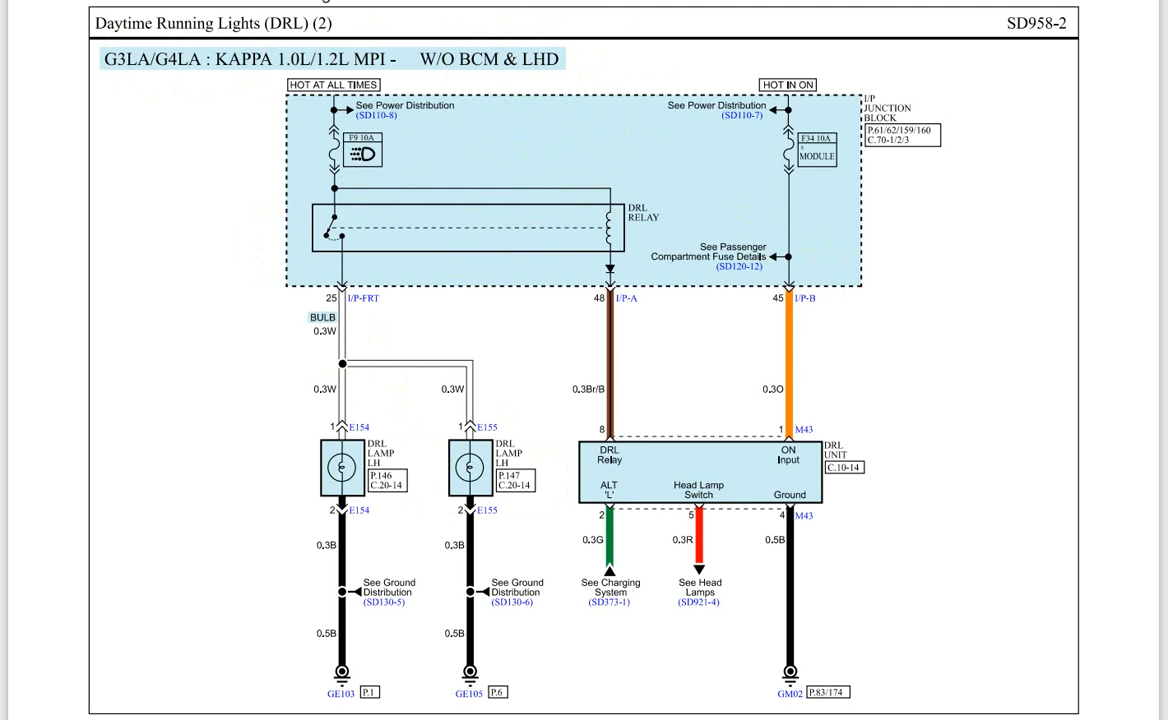 Daytime Running Lights (DRL) (2)
SD958-2
G3LA/G4LA : KAPPA 1.0L/1.2L MPI - W/O BCM & LHD
HOT AT ALL TIMES
HOT IN ON
See Power Distribution
(SD110-8)
See Power Distribution
(SD110-7)
I/P
JUNCTION
BLOCK
P.61/62/159/160
C.70-1/2/3
F9 10A
F34 10A
MODULE
DRL
RELAY
See Passenger
Compartment Fuse Details
(SD120-12)
25
I/P-FRT
48
I/P-A
45
I/P-B
BULB
0.3W
0.3W
0.3W
0.3Br/B
0.3O
1
E154
1
E155
8
1
M43
DRL
LAMP
LH
P.146
C.20-14
DRL
LAMP
LH
P.147
C.20-14
DRL
Relay
ON
Input
DRL
UNIT
C.10-14
ALT
'L'
Head Lamp
Switch
Ground
2
E154
2
E155
2
5
4
M43
0.3B
0.3B
0.3G
0.3R
0.5B
See Ground
Distribution
(SD130-5)
See Ground
Distribution
(SD130-6)
See Charging
System
(SD373-1)
See Head
Lamps
(SD921-4)
0.5B
0.5B
GE103
P.1
GE105
P.6
GM02
P.83/174